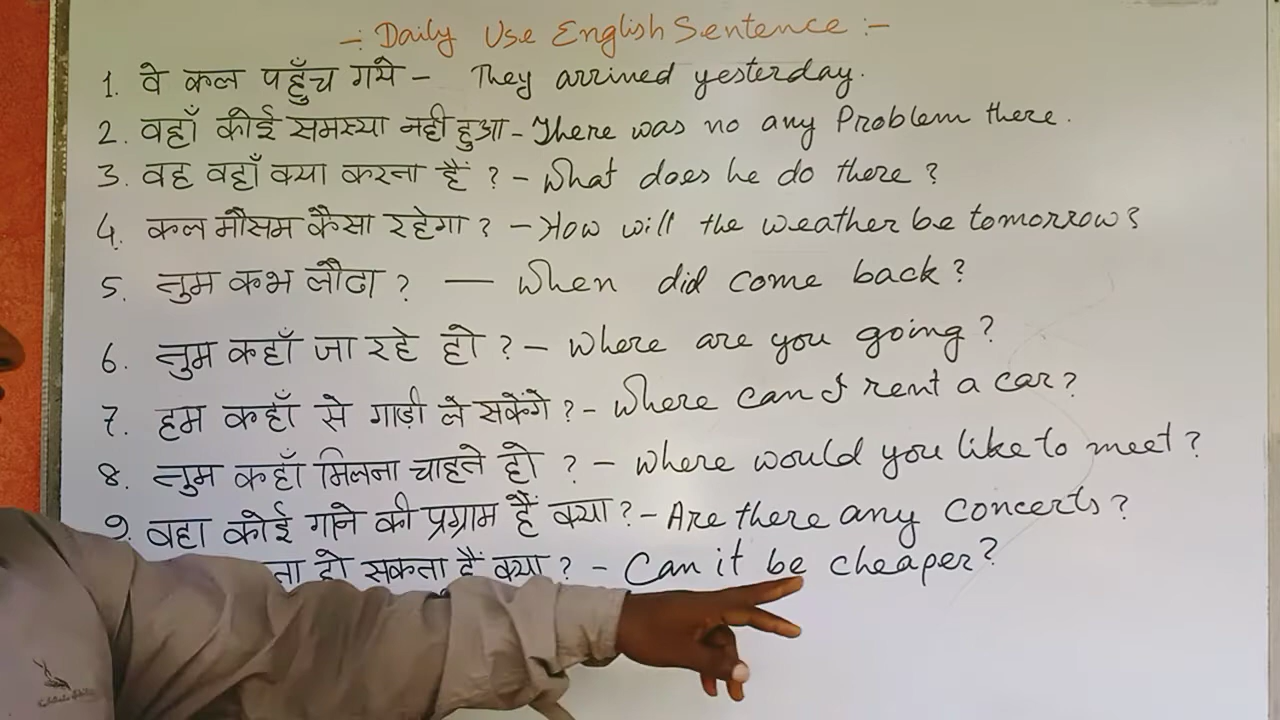 -: Daily Use English Sentence :-
1. वे कल पहुँच गये - They arrined yesterday.
2. वहाँ कोई समस्या नही हुआ - There was no any Problem there.
3. वह वहाँ क्या करना हैं ? - What does he do there ?
4. कल मौसम कैसा रहेगा ? - How will the weather be tomorrow ?
5. तुम कभ लौटा ? — When did come back ?
6. तुम कहाँ जा रहे हो ? - Where are you going ?
7. हम कहाँ से गाड़ी ले सकेंगे ? - Where can I rent a car ?
8. तुम कहाँ मिलना चाहते हो ? - Where would you like to meet ?
9. वहा कोई गाने की प्रग्राम हैं क्या ? - Are there any concerts ?
हो सकता हैं क्या ? - Can it be cheaper ?